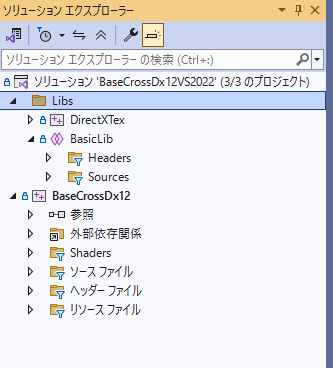 ソリューション エクスプローラー
ソリューション エクスプローラー の検索 (Ctrl+:)
ソリューション 'BaseCrossDx12VS2022' (3/3 のプロジェクト)
Libs
DirectXTex
BasicLib
Headers
Sources
BaseCrossDx12
参照
外部依存関係
Shaders
ソース ファイル
ヘッダー ファイル
リソース ファイル